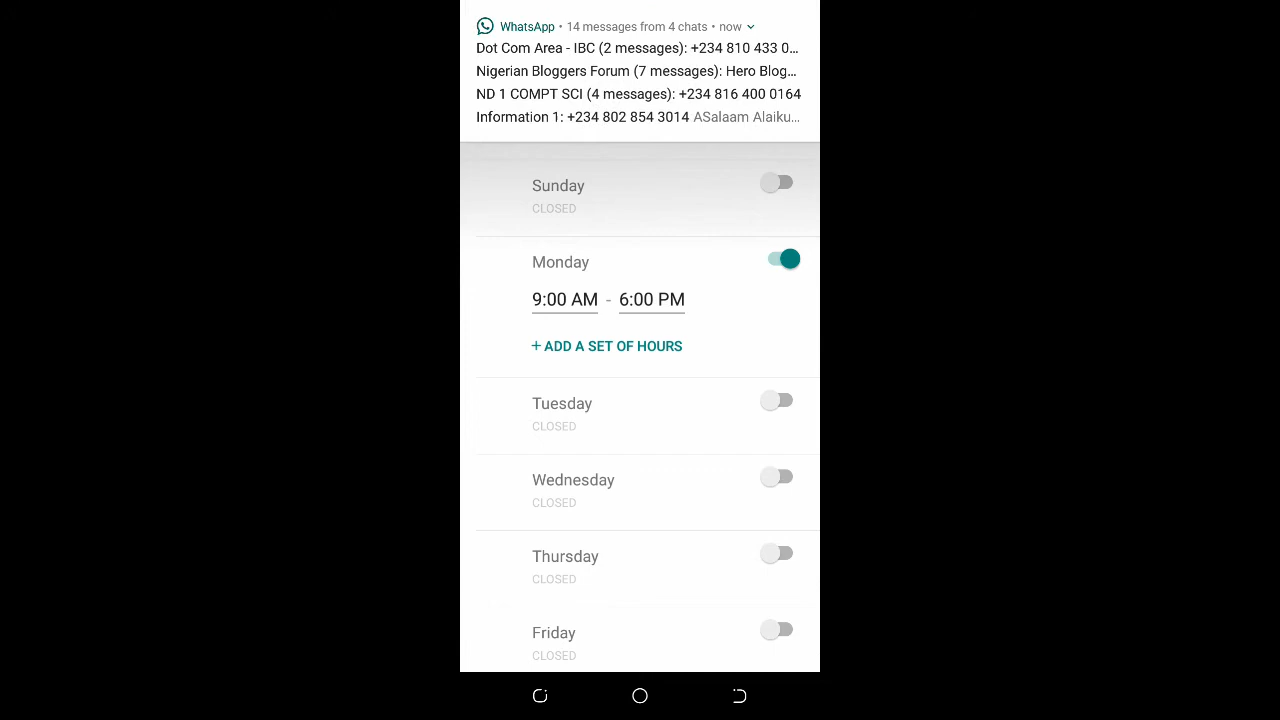 WhatsApp • 14 messages from 4 chats • now
Dot Com Area - IBC (2 messages): +234 810 433 0...
Nigerian Bloggers Forum (7 messages): Hero Blog...
ND 1 COMPT SCI (4 messages): +234 816 400 0164
Information 1: +234 802 854 3014 ASalaam Alaiku...
Sunday
CLOSED
Monday
9:00 AM - 6:00 PM
+ ADD A SET OF HOURS
Tuesday
CLOSED
Wednesday
CLOSED
Thursday
CLOSED
Friday
CLOSED